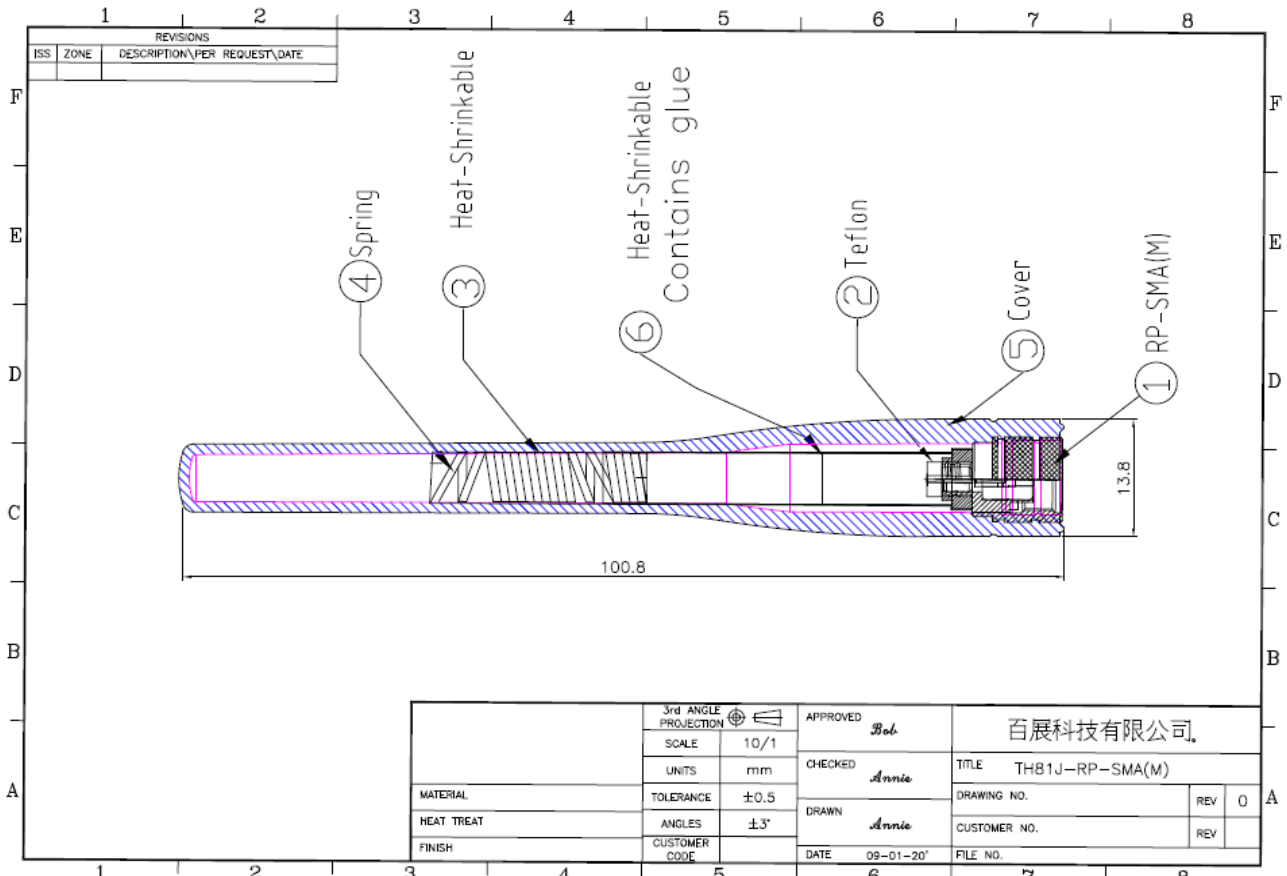 1 2 3 4 5 6 7 8
REVISIONS
ISS ZONE DESCRIPTION\PER REQUEST\DATE
F F
E E
D D
C C
B B
A A
④ Spring
③ Heat-Shrinkable
⑥ Heat-Shrinkable
Contains glue
② Teflon
⑤ Cover
① RP-SMA(M)
13.8
100.8
3rd ANGLE
PROJECTION
SCALE 10/1
UNITS mm
TOLERANCE ±0.5
ANGLES ±3°
CUSTOMER
CODE
MATERIAL
HEAT TREAT
FINISH
APPROVED Bob
CHECKED Annie
DRAWN Annie
DATE 09-01-20'
百展科技有限公司。
TITLE TH81J-RP-SMA(M)
DRAWING NO. REV 0
CUSTOMER NO. REV
FILE NO.
1 2 3 4 5 6 7 8